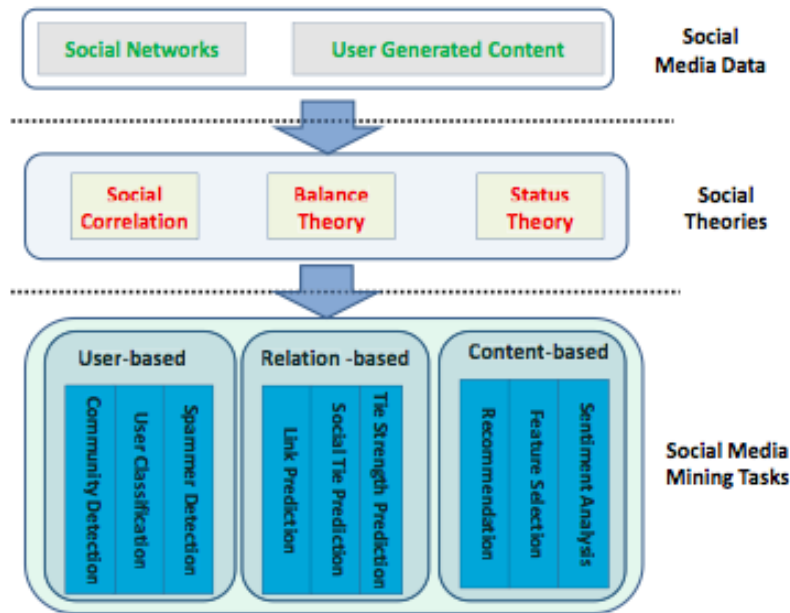 Social Networks
User Generated Content
Social
Media Data
Social
Correlation
Balance
Theory
Status
Theory
Social
Theories
User-based
Community Detection
User Classification
Spammer Detection
Relation -based
Link Prediction
Social Tie Prediction
Tie Strength Prediction
Content-based
Recommendation
Feature Selection
Sentiment Analysis
Social Media
Mining Tasks